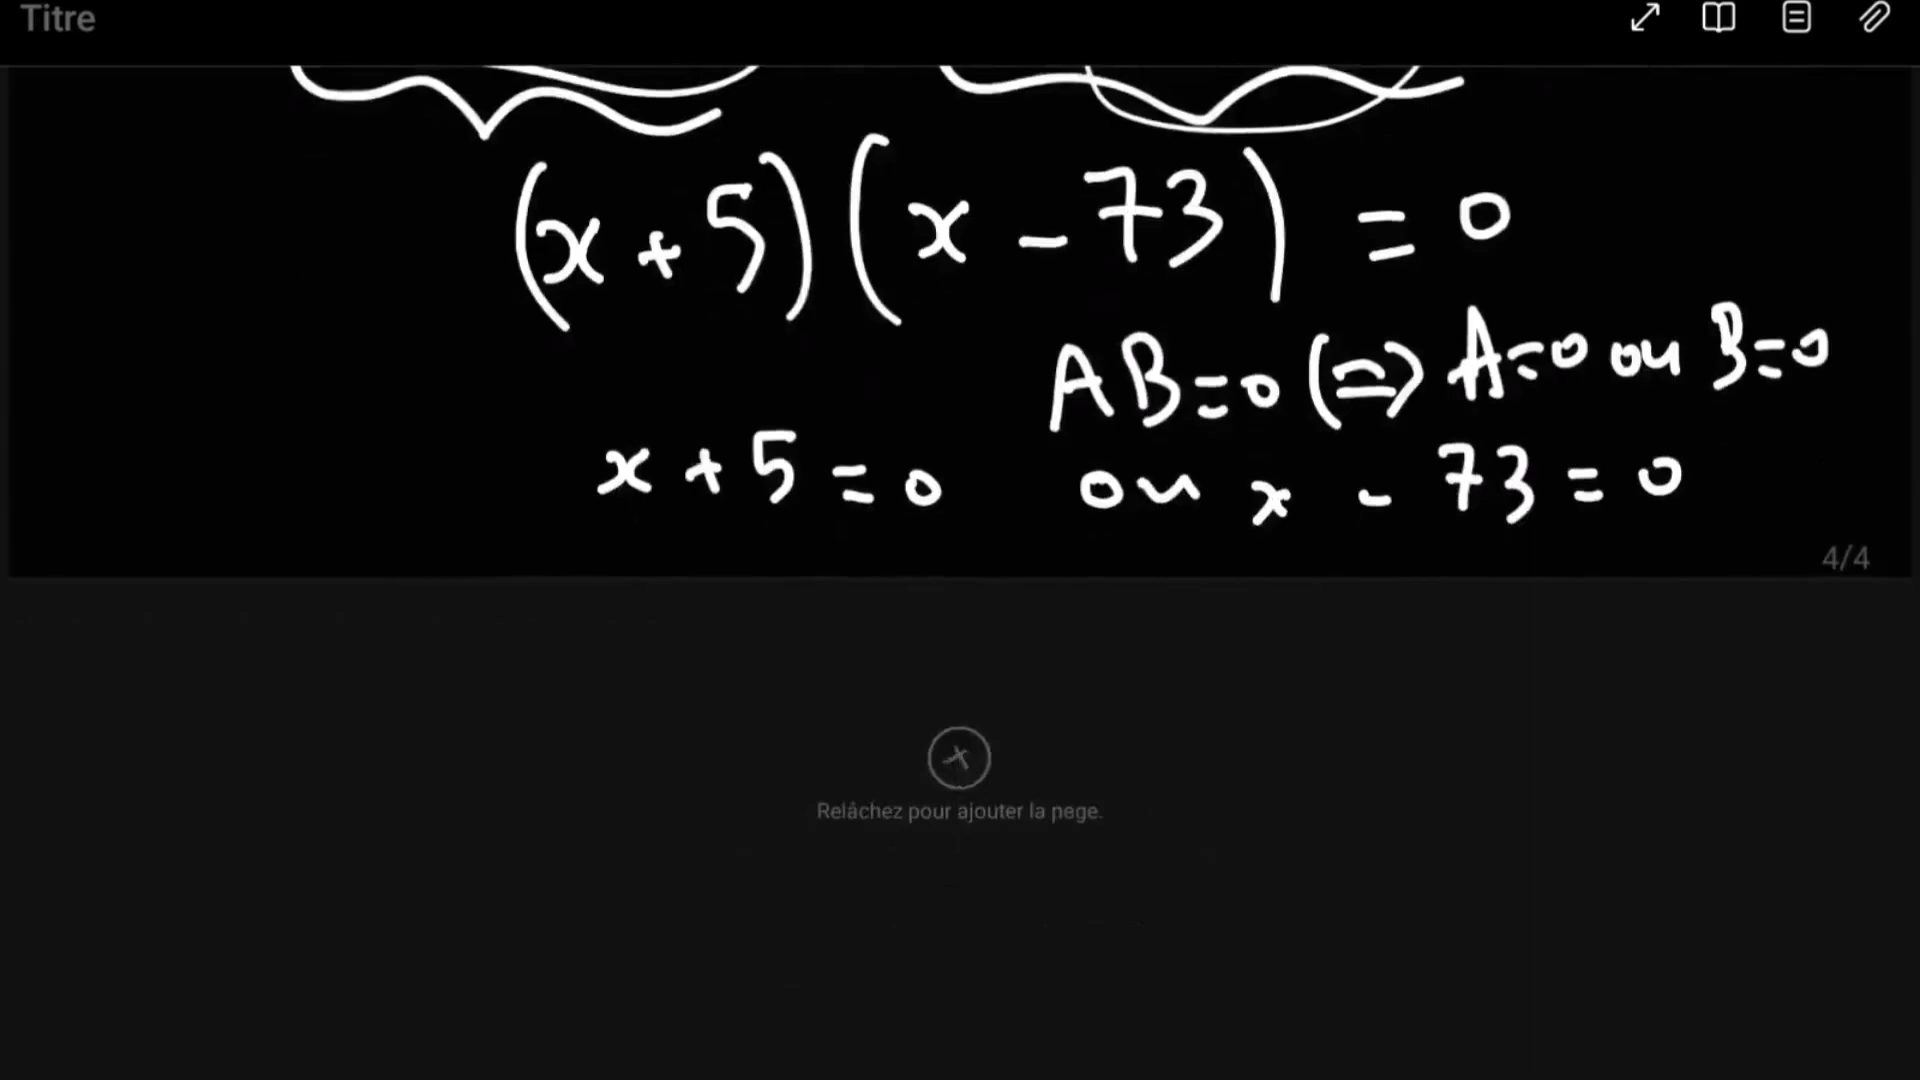 Titre
(x + 5)(x - 73) = 0
AB = 0 (=) A = 0 ou B = 0
x + 5 = 0 ou x - 73 = 0
4/4
Relâchez pour ajouter la page.